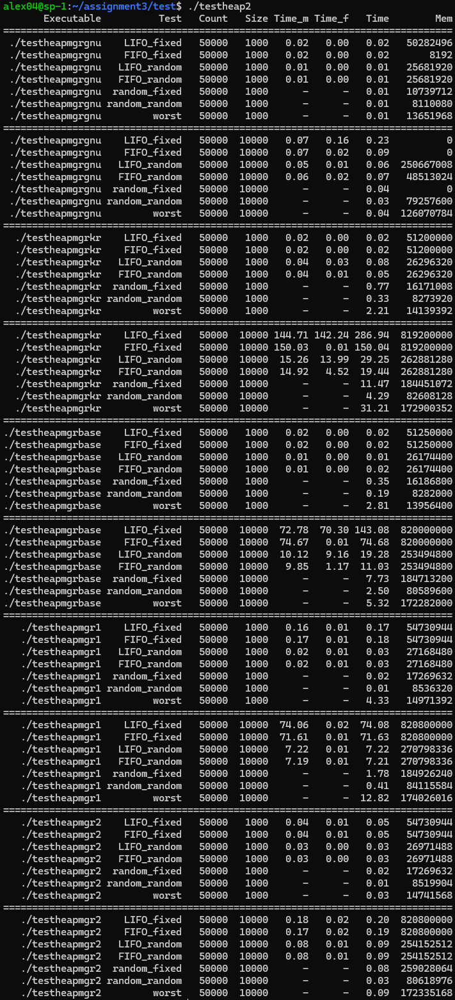 alex04@sp-1:~/assignment3/test$ ./testheap2
Executable Test Count Size Time_m Time_f Time Mem
==============================================================================
./testheapmgrgnu LIFO_fixed 50000 1000 0.02 0.00 0.02 50282496
./testheapmgrgnu FIFO_fixed 50000 1000 0.02 0.00 0.02 8192
./testheapmgrgnu LIFO_random 50000 1000 0.01 0.00 0.01 25681920
./testheapmgrgnu FIFO_random 50000 1000 0.01 0.00 0.01 25681920
./testheapmgrgnu random_fixed 50000 1000 - - 0.01 10739712
./testheapmgrgnu random_random 50000 1000 - - 0.01 8110080
./testheapmgrgnu worst 50000 1000 - - 0.01 13651968
==============================================================================
./testheapmgrgnu LIFO_fixed 50000 10000 0.07 0.16 0.23 0
./testheapmgrgnu FIFO_fixed 50000 10000 0.07 0.02 0.09 0
./testheapmgrgnu LIFO_random 50000 10000 0.05 0.01 0.06 250667008
./testheapmgrgnu FIFO_random 50000 10000 0.06 0.02 0.07 48513024
./testheapmgrgnu random_fixed 50000 10000 - - 0.04 0
./testheapmgrgnu random_random 50000 10000 - - 0.03 79257600
./testheapmgrgnu worst 50000 10000 - - 0.04 126070784
==============================================================================
./testheapmgrkr LIFO_fixed 50000 1000 0.02 0.00 0.02 51200000
./testheapmgrkr FIFO_fixed 50000 1000 0.02 0.00 0.02 51200000
./testheapmgrkr LIFO_random 50000 1000 0.04 0.03 0.08 26296320
./testheapmgrkr FIFO_random 50000 1000 0.04 0.01 0.05 26296320
./testheapmgrkr random_fixed 50000 1000 - - 0.77 16171008
./testheapmgrkr random_random 50000 1000 - - 0.33 8273920
./testheapmgrkr worst 50000 1000 - - 2.21 14139392
==============================================================================
./testheapmgrkr LIFO_fixed 50000 10000 144.71 142.24 286.94 819200000
./testheapmgrkr FIFO_fixed 50000 10000 150.03 0.01 150.04 819200000
./testheapmgrkr LIFO_random 50000 10000 15.26 13.99 29.25 262881280
./testheapmgrkr FIFO_random 50000 10000 14.92 4.52 19.44 262881280
./testheapmgrkr random_fixed 50000 10000 - - 11.47 184451072
./testheapmgrkr random_random 50000 10000 - - 4.29 82608128
./testheapmgrkr worst 50000 10000 - - 31.21 172900352
==============================================================================
./testheapmgrbase LIFO_fixed 50000 1000 0.02 0.00 0.02 51250000
./testheapmgrbase FIFO_fixed 50000 1000 0.02 0.00 0.02 51250000
./testheapmgrbase LIFO_random 50000 1000 0.01 0.00 0.01 26174400
./testheapmgrbase FIFO_random 50000 1000 0.01 0.00 0.02 26174400
./testheapmgrbase random_fixed 50000 1000 - - 0.35 16186800
./testheapmgrbase random_random 50000 1000 - - 0.19 8282000
./testheapmgrbase worst 50000 1000 - - 2.81 13956400
==============================================================================
./testheapmgrbase LIFO_fixed 50000 10000 72.78 70.30 143.08 820000000
./testheapmgrbase FIFO_fixed 50000 10000 74.67 0.01 74.68 820000000
./testheapmgrbase LIFO_random 50000 10000 10.12 9.16 19.28 253494800
./testheapmgrbase FIFO_random 50000 10000 9.85 1.17 11.03 253494800
./testheapmgrbase random_fixed 50000 10000 - - 7.73 184713200
./testheapmgrbase random_random 50000 10000 - - 2.50 80589600
./testheapmgrbase worst 50000 10000 - - 5.32 172282000
==============================================================================
./testheapmgr1 LIFO_fixed 50000 1000 0.16 0.01 0.17 54730944
./testheapmgr1 FIFO_fixed 50000 1000 0.17 0.01 0.18 54730944
./testheapmgr1 LIFO_random 50000 1000 0.02 0.01 0.03 27168480
./testheapmgr1 FIFO_random 50000 1000 0.02 0.01 0.03 27168480
./testheapmgr1 random_fixed 50000 1000 - - 0.02 17269632
./testheapmgr1 random_random 50000 1000 - - 0.01 8536320
./testheapmgr1 worst 50000 1000 - - 4.33 14971392
==============================================================================
./testheapmgr1 LIFO_fixed 50000 10000 74.06 0.02 74.08 820800000
./testheapmgr1 FIFO_fixed 50000 10000 71.61 0.01 71.63 820800000
./testheapmgr1 LIFO_random 50000 10000 7.22 0.01 7.22 270798336
./testheapmgr1 FIFO_random 50000 10000 7.19 0.01 7.21 270798336
./testheapmgr1 random_fixed 50000 10000 - - 1.78 184926240
./testheapmgr1 random_random 50000 10000 - - 0.41 84115584
./testheapmgr1 worst 50000 10000 - - 12.82 174026016
==============================================================================
./testheapmgr2 LIFO_fixed 50000 1000 0.04 0.01 0.05 54730944
./testheapmgr2 FIFO_fixed 50000 1000 0.04 0.01 0.05 54730944
./testheapmgr2 LIFO_random 50000 1000 0.03 0.00 0.03 26971488
./testheapmgr2 FIFO_random 50000 1000 0.03 0.00 0.03 26971488
./testheapmgr2 random_fixed 50000 1000 - - 0.02 17269632
./testheapmgr2 random_random 50000 1000 - - 0.01 8519904
./testheapmgr2 worst 50000 1000 - - 0.03 14741568
==============================================================================
./testheapmgr2 LIFO_fixed 50000 10000 0.18 0.02 0.20 820800000
./testheapmgr2 FIFO_fixed 50000 10000 0.17 0.02 0.19 820800000
./testheapmgr2 LIFO_random 50000 10000 0.08 0.01 0.09 254152512
./testheapmgr2 FIFO_random 50000 10000 0.08 0.01 0.09 254152512
./testheapmgr2 random_fixed 50000 10000 - - 0.08 259028064
./testheapmgr2 random_random 50000 10000 - - 0.03 80618976
./testheapmgr2 worst 50000 10000 - - 0.09 172335168